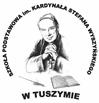 SZKOŁA PODSTAWOWA im. KARDYNAŁA STEFANA WYSZYŃSKIEGO
W TUSZYMIE